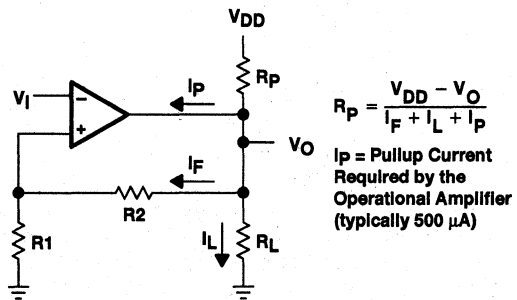 VDD
IP
RP
VI
−
+
VO
IF
R2
R1
IL
RL
RP = VDD − VO / IF + IL + IP
IP = Pullup Current
Required by the
Operational Amplifier
(typically 500 μA)